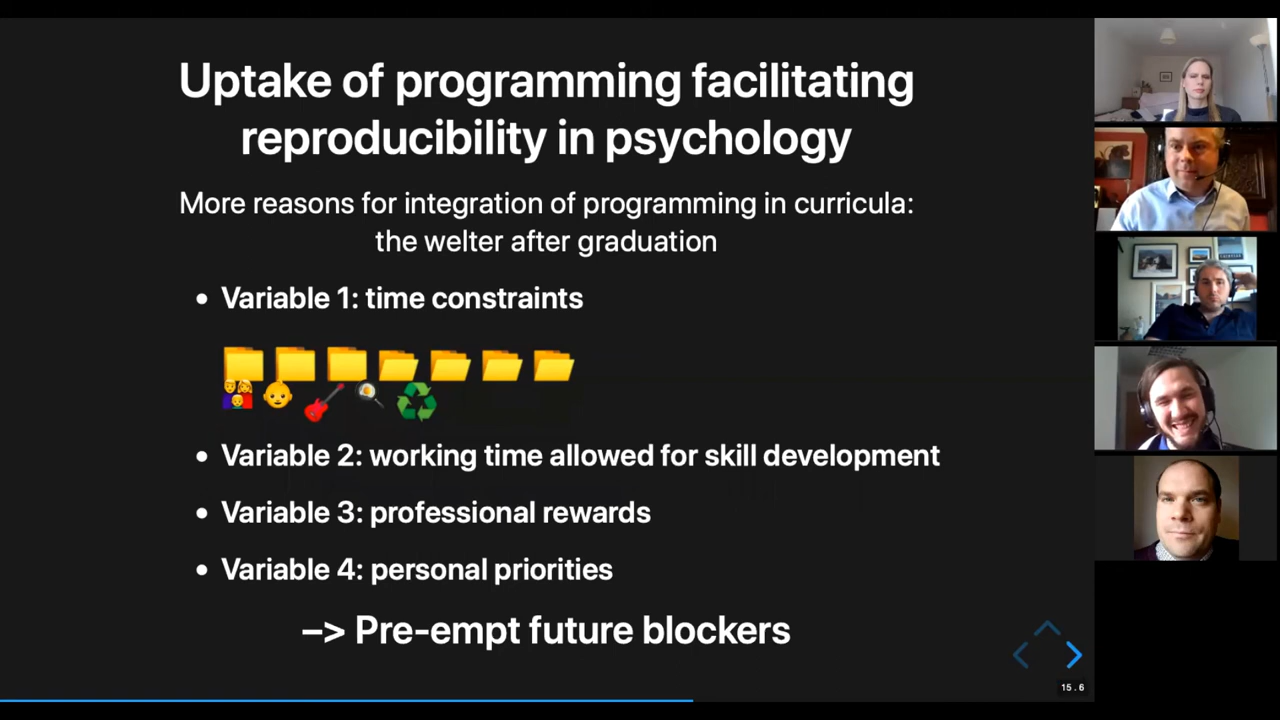 Uptake of programming facilitating
reproducibility in psychology
More reasons for integration of programming in curricula:
the welter after graduation
• Variable 1: time constraints
• Variable 2: working time allowed for skill development
• Variable 3: professional rewards
• Variable 4: personal priorities
–> Pre-empt future blockers
15.6